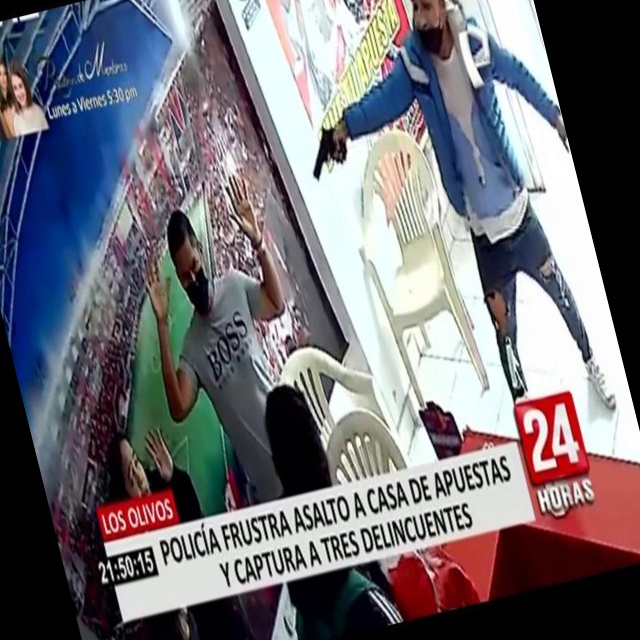 Lunes a Viernes 5:30 pm
BOSS
24
HORAS
LOS OLIVOS
21:50:15
POLICÍA FRUSTRA ASALTO A CASA DE APUESTAS
Y CAPTURA A TRES DELINCUENTES